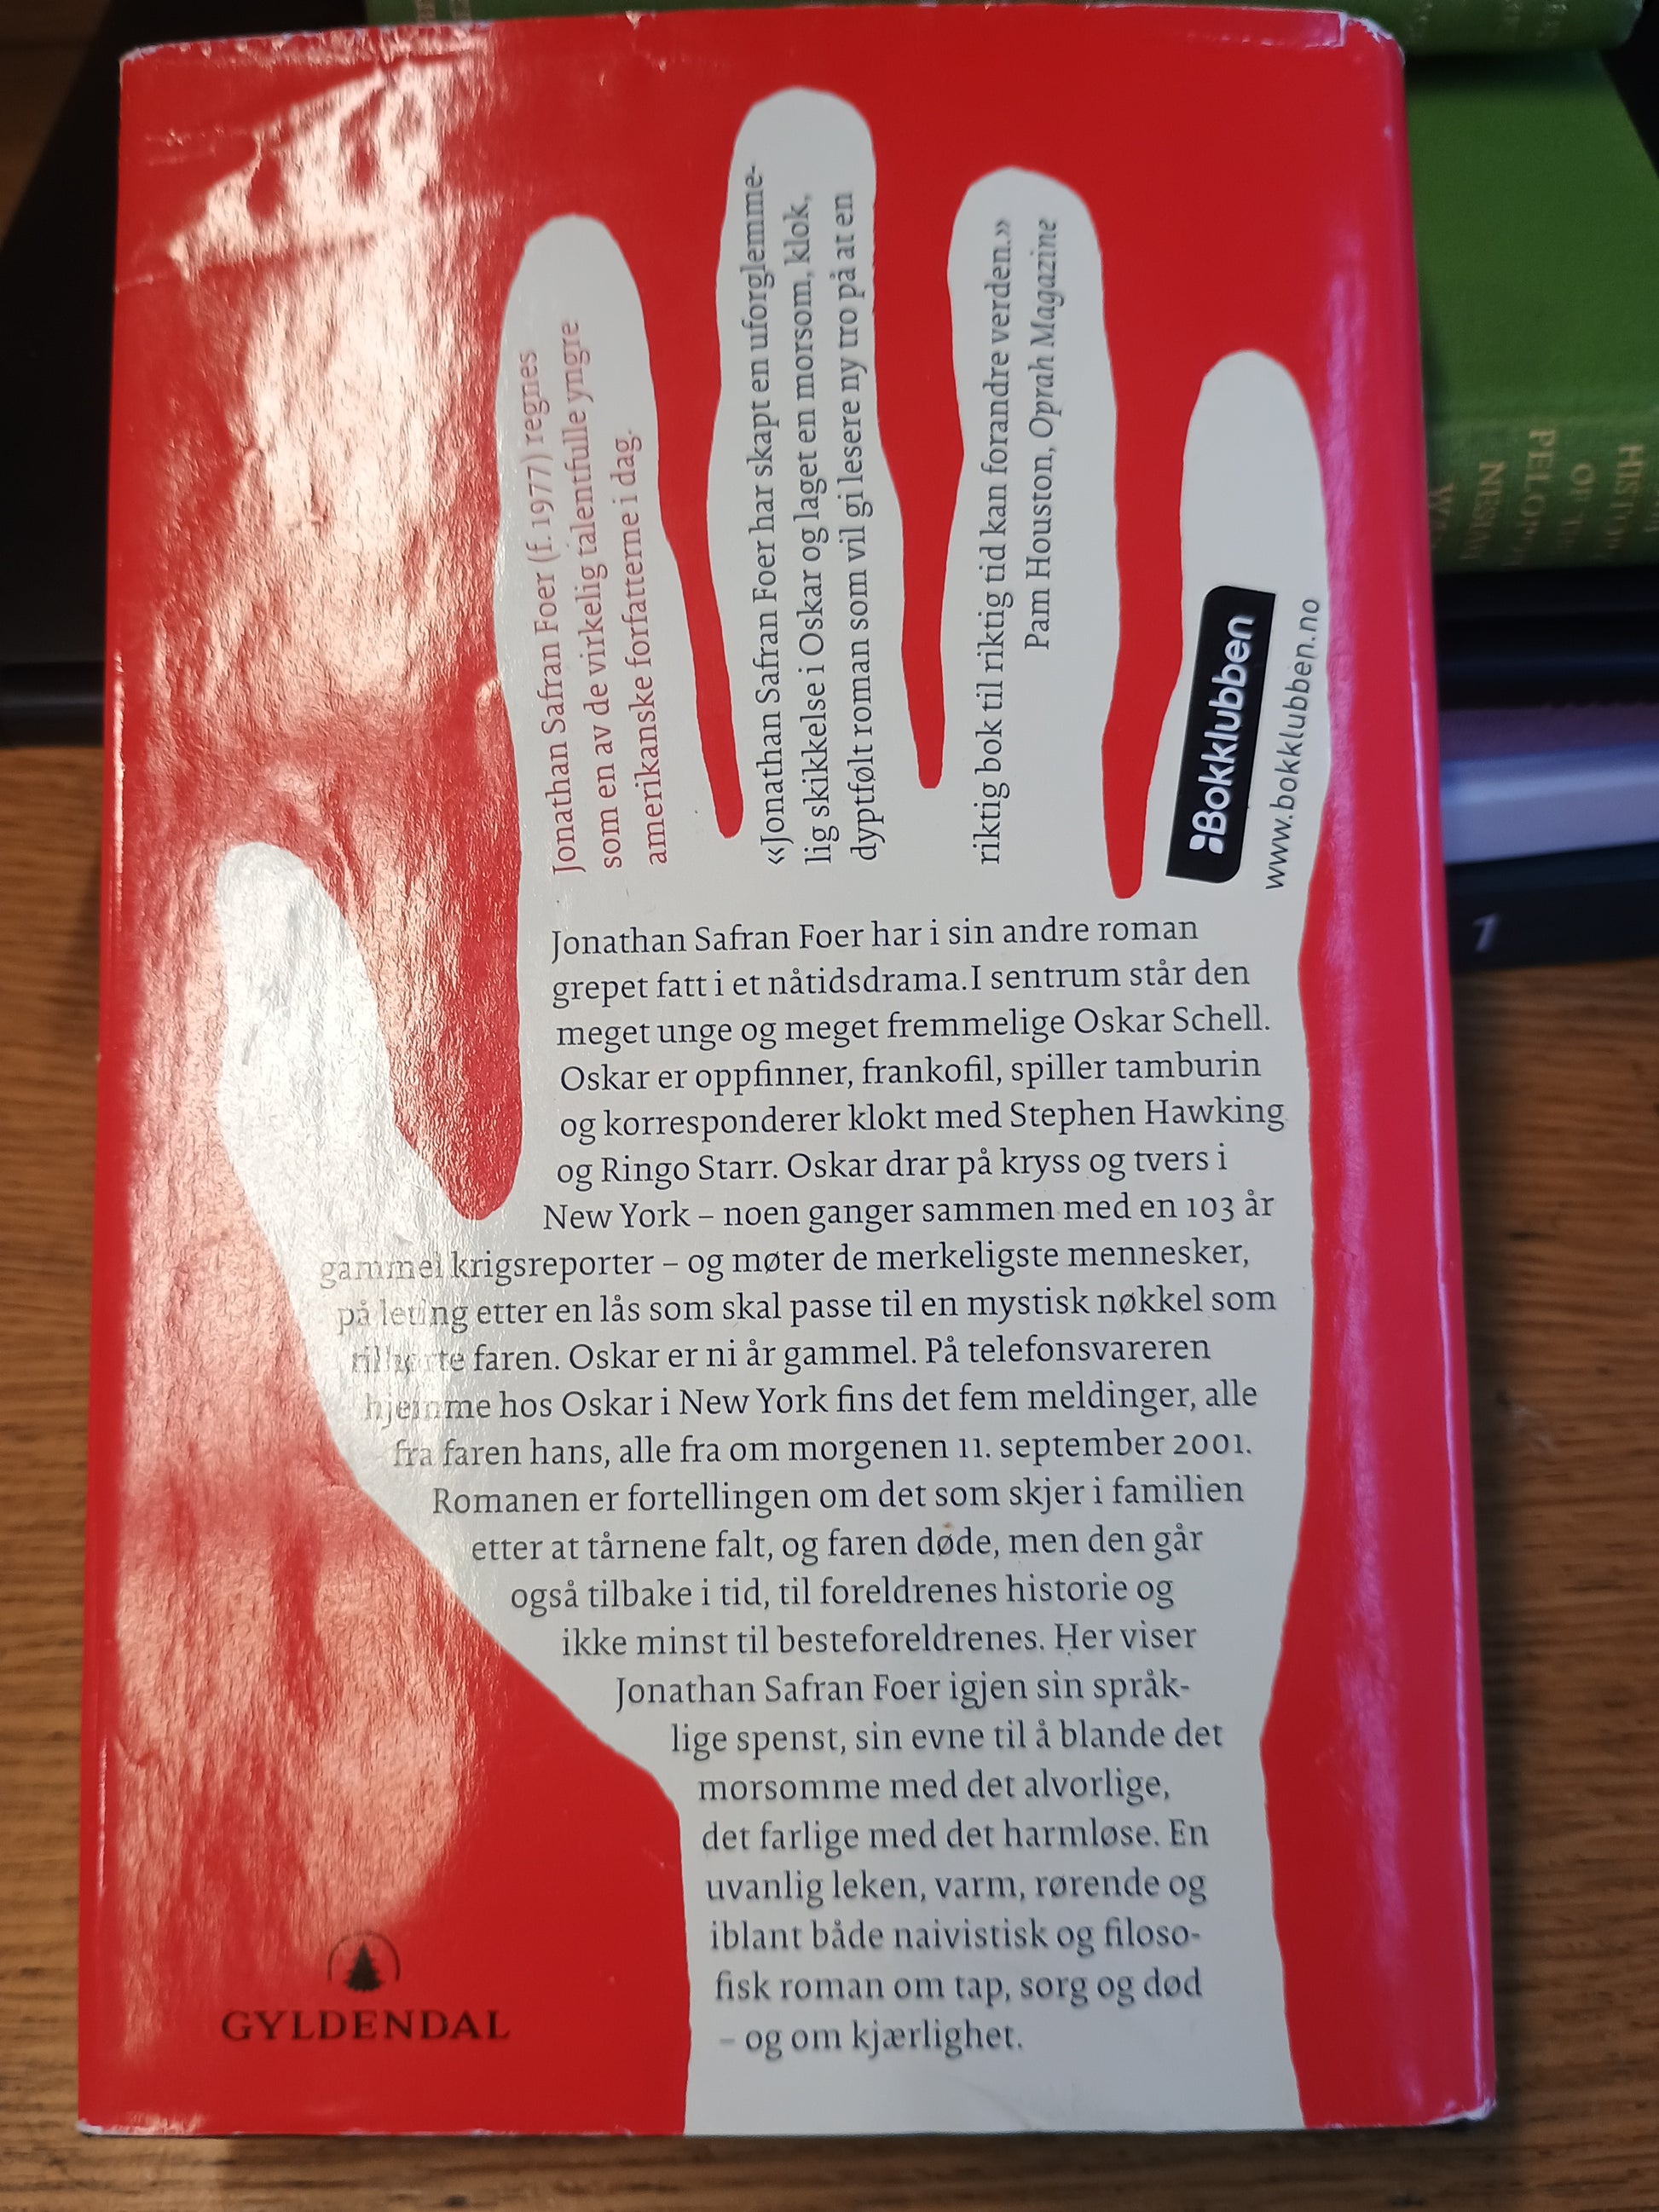 Jonathan Safran Foer (f. 1977) regnes
som en av de virkelig talentfulle yngre
amerikanske forfatterne i dag.
«Jonathan Safran Foer har skapt en uforglemme-
lig skikkelse i Oskar og laget en morsom, klok,
dyptfølt roman som vil gi lesere ny tro på at en
riktig bok til riktig tid kan forandre verden.»
Pam Houston, Oprah Magazine
Bokklubben
www.bokklubben.no
Jonathan Safran Foer har i sin andre roman
grepet fatt i et nåtidsdrama. I sentrum står den
meget unge og meget fremmelige Oskar Schell.
Oskar er oppfinner, frankofil, spiller tamburin
og korresponderer klokt med Stephen Hawking
og Ringo Starr. Oskar drar på kryss og tvers i
New York – noen ganger sammen med en 103 år
gammel krigsreporter – og møter de merkeligste mennesker,
på leting etter en lås som skal passe til en mystisk nøkkel som
tilhørte faren. Oskar er ni år gammel. På telefonsvareren
hjemme hos Oskar i New York fins det fem meldinger, alle
fra faren hans, alle fra om morgenen 11. september 2001.
Romanen er fortellingen om det som skjer i familien
etter at tårnene falt, og faren døde, men den går
også tilbake i tid, til foreldrenes historie og
ikke minst til besteforeldrenes. Her viser
Jonathan Safran Foer igjen sin språk-
lige spenst, sin evne til å blande det
morsomme med det alvorlige,
det farlige med det harmløse. En
uvanlig leken, varm, rørende og
iblant både naivistisk og filoso-
fisk roman om tap, sorg og død
– og om kjærlighet.
GYLDENDAL
OF
NESIAN
1